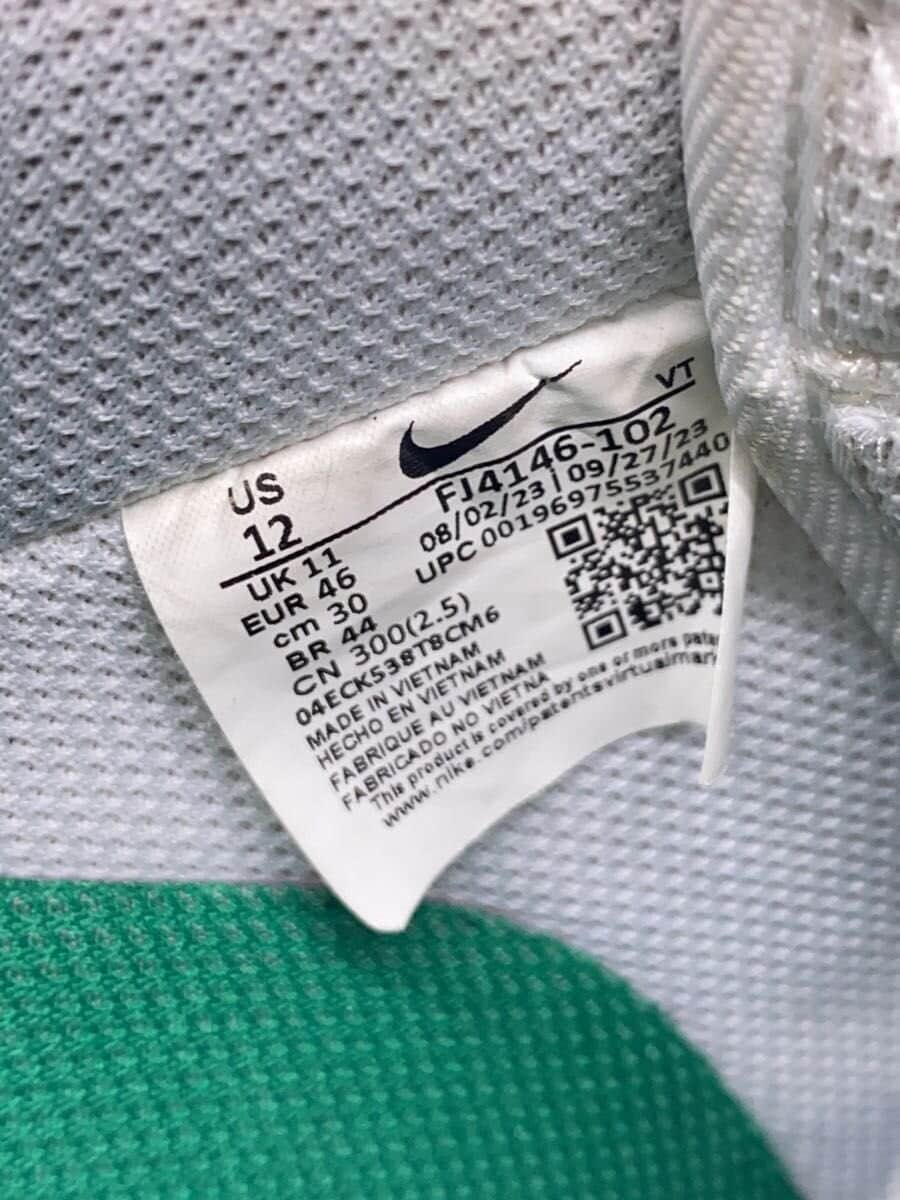 US
12
VT
FJ4146-102
08/02/23 | 09/27/23
UPC 00196975537440
UK 11
EUR 46
cm 30
BR 44
CN 300(2.5)
04ECK538T8CM6
MADE IN VIETNAM
HECHO EN VIETNAM
FABRIQUE AU VIETNAM
FABRICADO NO VIETNA
This product is covered by one or more paten
www.nike.com/patentsvirtualmar